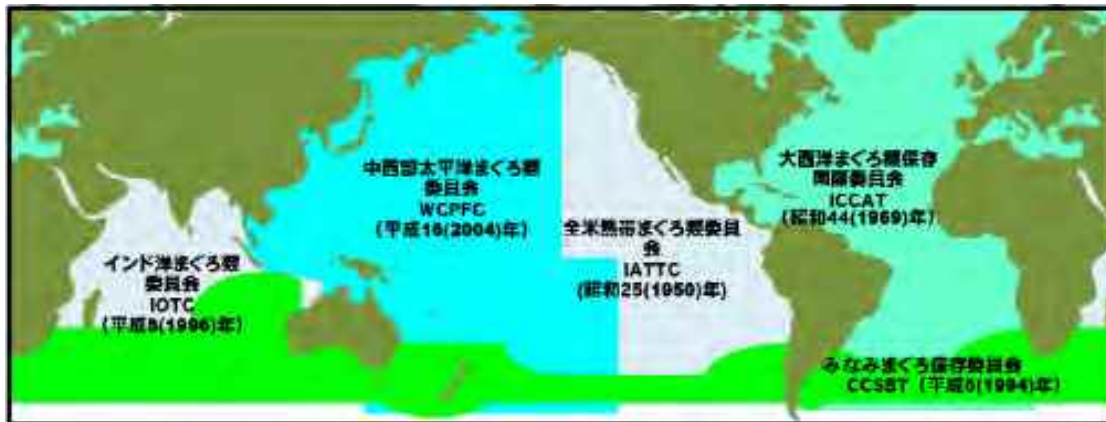 インド洋まぐろ類
委員会
IOTC
(平成8(1996)年)
中西部太平洋まぐろ類
委員会
WCPFC
(平成16(2004)年)
全米熱帯まぐろ類委員
会
IATTC
(昭和25(1950)年)
大西洋まぐろ類保存
国際委員会
ICCAT
(昭和44(1969)年)
みなみまぐろ保存委員会
CCSBT (平成6(1994)年)